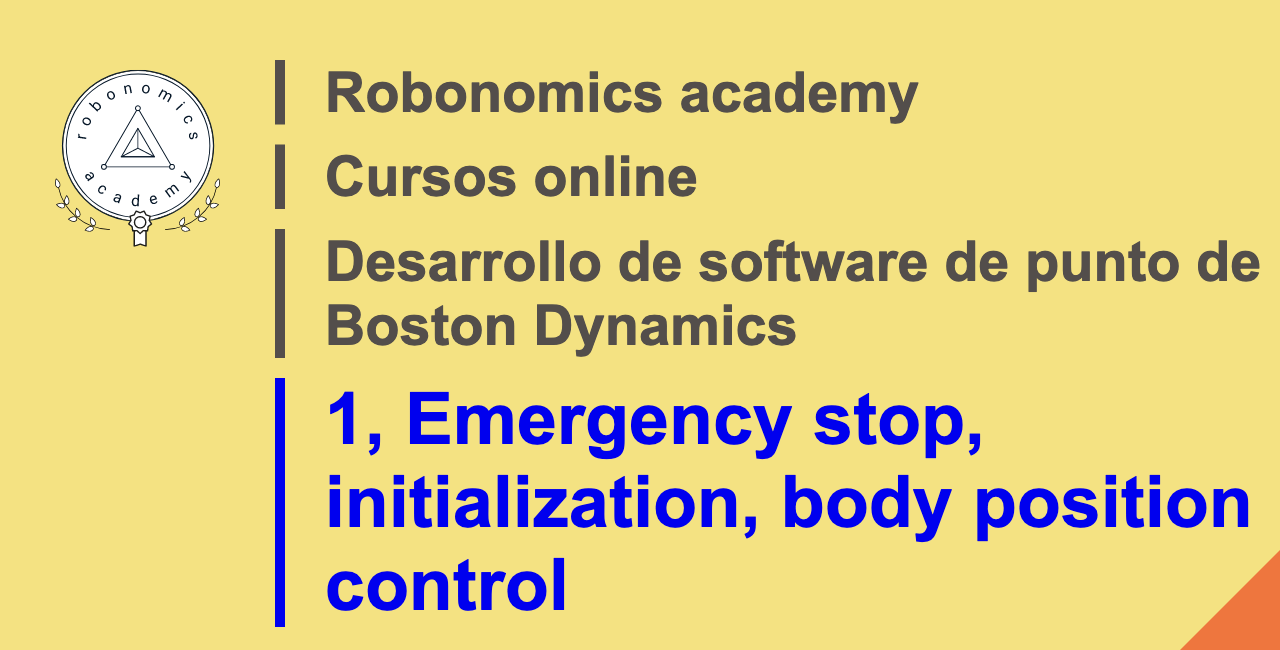 robonomics
academy
Robonomics academy
Cursos online
Desarrollo de software de punto de
Boston Dynamics
1, Emergency stop,
initialization, body position
control